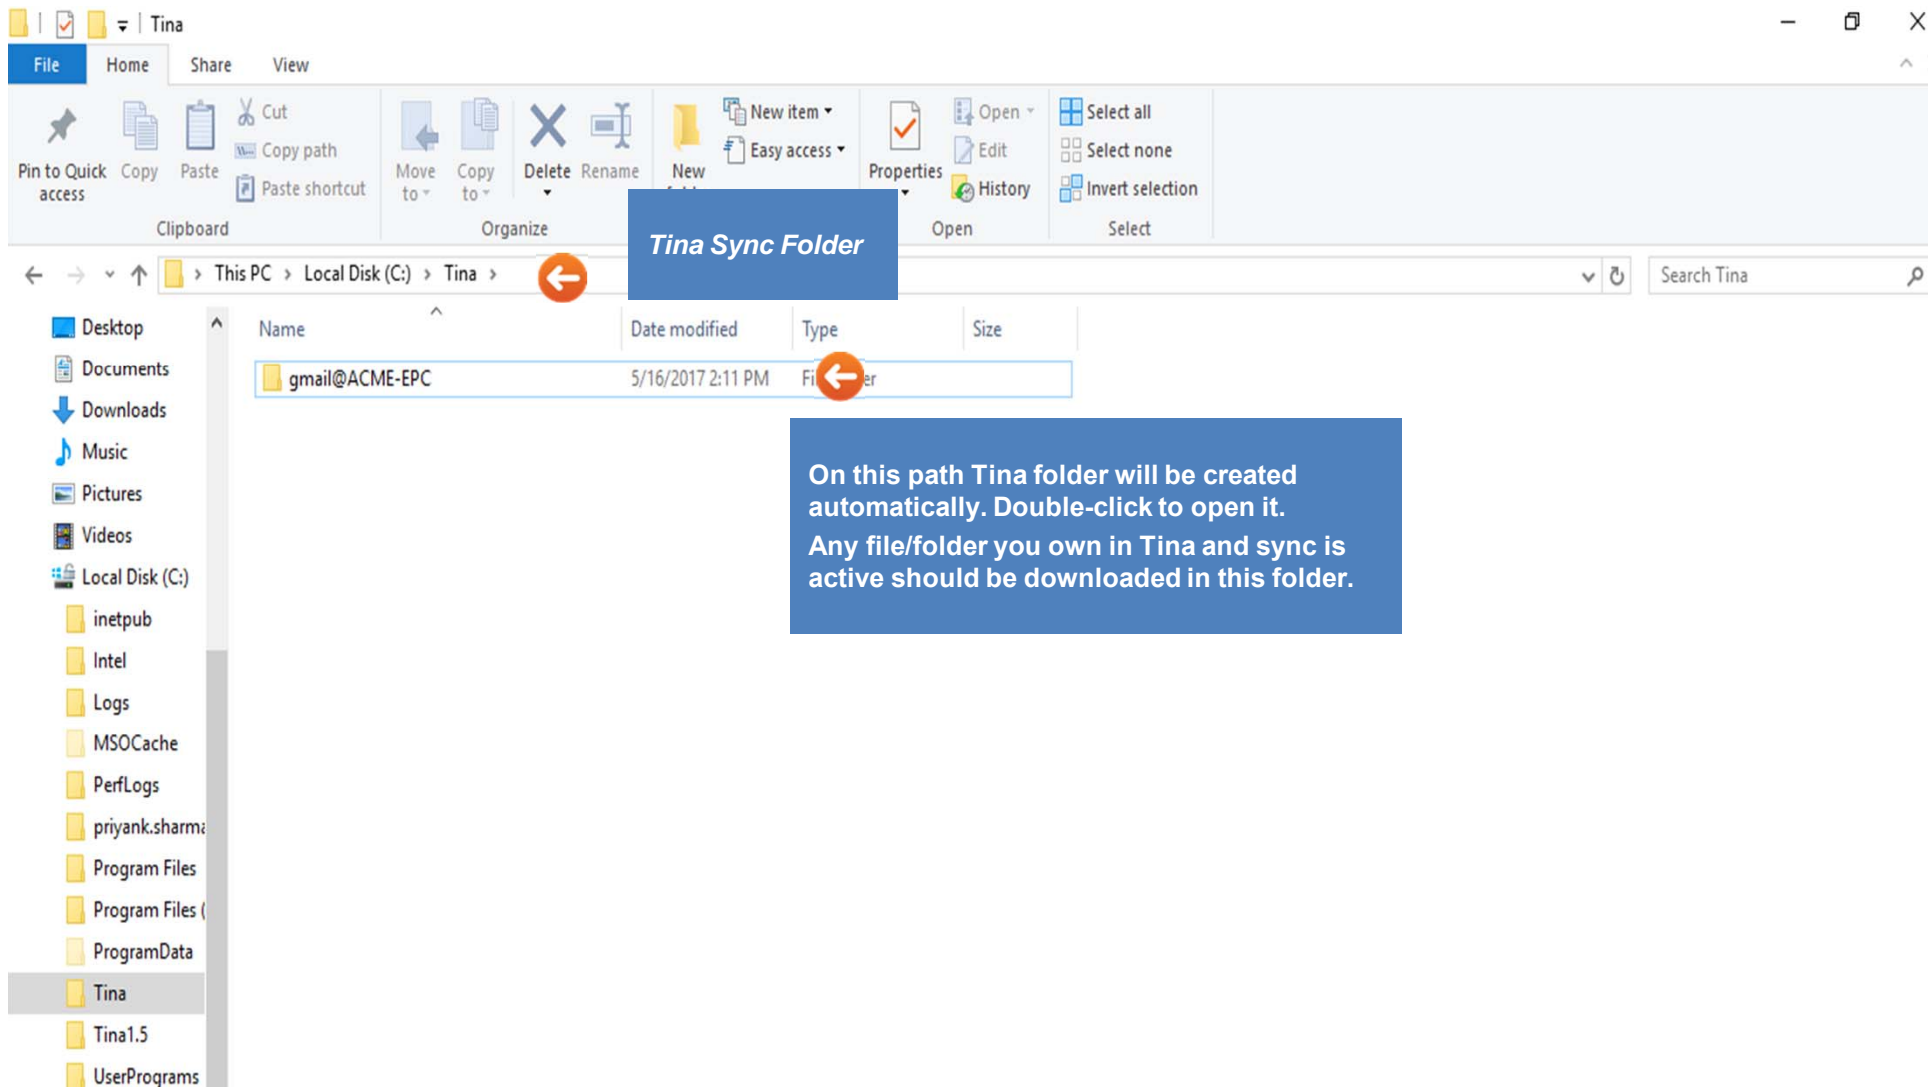 Tina
File Home Share View
Pin to Quick access
Copy
Paste
Cut
Copy path
Paste shortcut
Clipboard
Move to
Copy to
Delete
Rename
Organize
New
New item
Easy access
Properties
Open
Edit
History
Open
Select all
Select none
Invert selection
Select
Tina Sync Folder
This PC > Local Disk (C:) > Tina >
Search Tina
Name Date modified Type Size
gmail@ACME-EPC 5/16/2017 2:11 PM
On this path Tina folder will be created
automatically. Double-click to open it.
Any file/folder you own in Tina and sync is
active should be downloaded in this folder.
Desktop
Documents
Downloads
Music
Pictures
Videos
Local Disk (C:)
inetpub
Intel
Logs
MSOCache
PerfLogs
priyank.sharma
Program Files
Program Files (
ProgramData
Tina
Tina1.5
UserPrograms